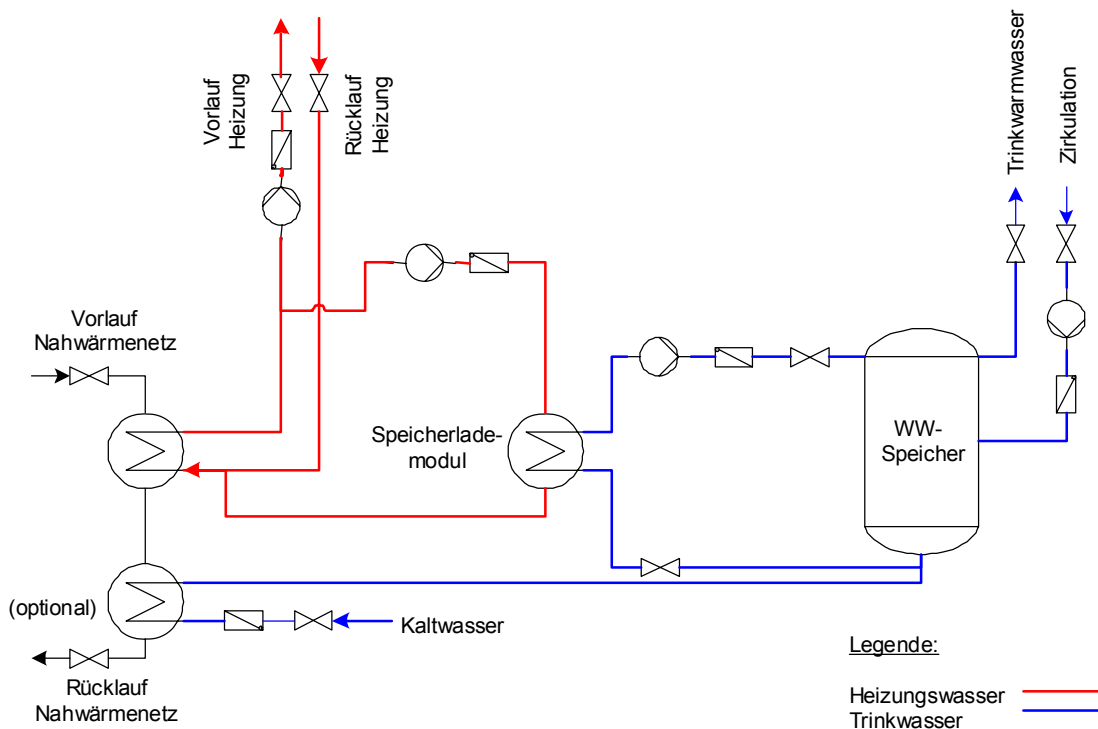 Vorlauf
Heizung
Rücklauf
Heizung
Trinkwarmwasser
Zirkulation
Vorlauf
Nahwärmenetz
Speicherlade-
modul
WW-
Speicher
(optional)
Kaltwasser
Rücklauf
Nahwärmenetz
Legende:
Heizungswasser
Trinkwasser